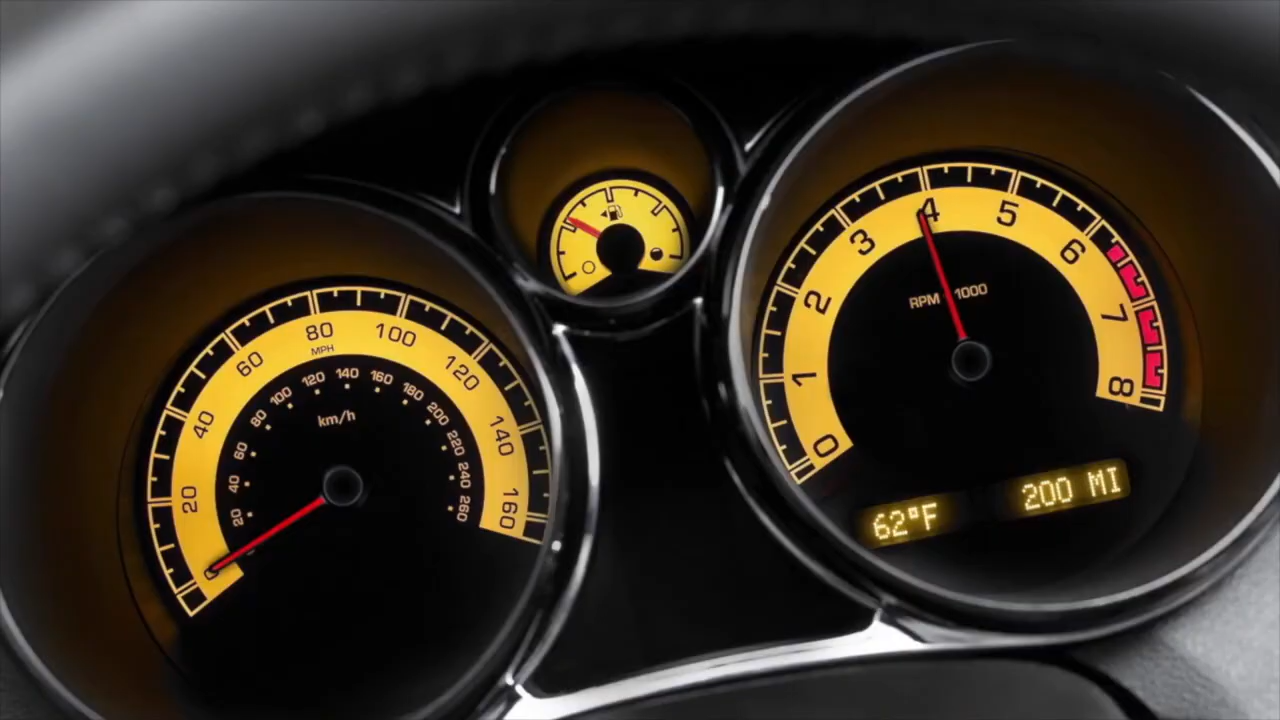 20 40 60 80 100 120 140 160
MPH
20 40 60 80 100 120 140 160 180 200 220 240 260
km/h
0 1 2 3 4 5 6 7 8
RPM 1000
62°F
200 MI